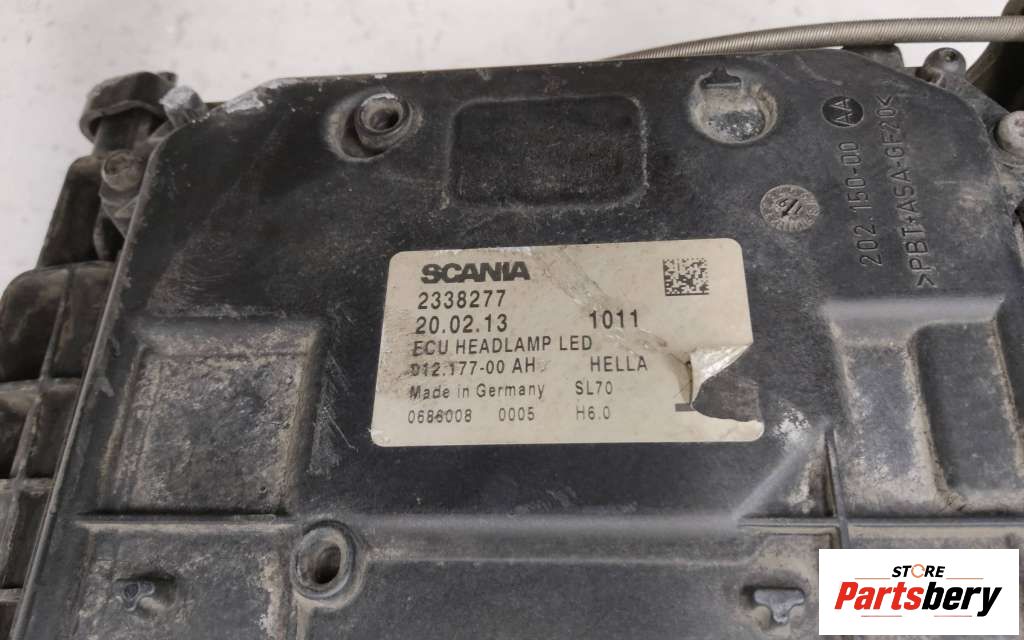 SCANIA
2338277
20.02.13 1011
ECU HEADLAMP LED
012.177-00 AH HELLA
Made in Germany SL70
0686008 0005 H6.0
202.150-00 AA
>PBT+ASA-GF20<
STORE
Partsbery